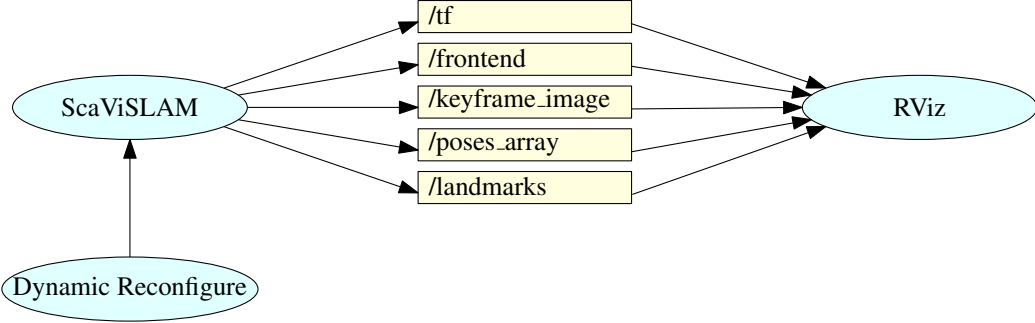 /tf
/frontend
ScaViSLAM
/keyframe_image
RViz
/poses_array
/landmarks
Dynamic Reconfigure